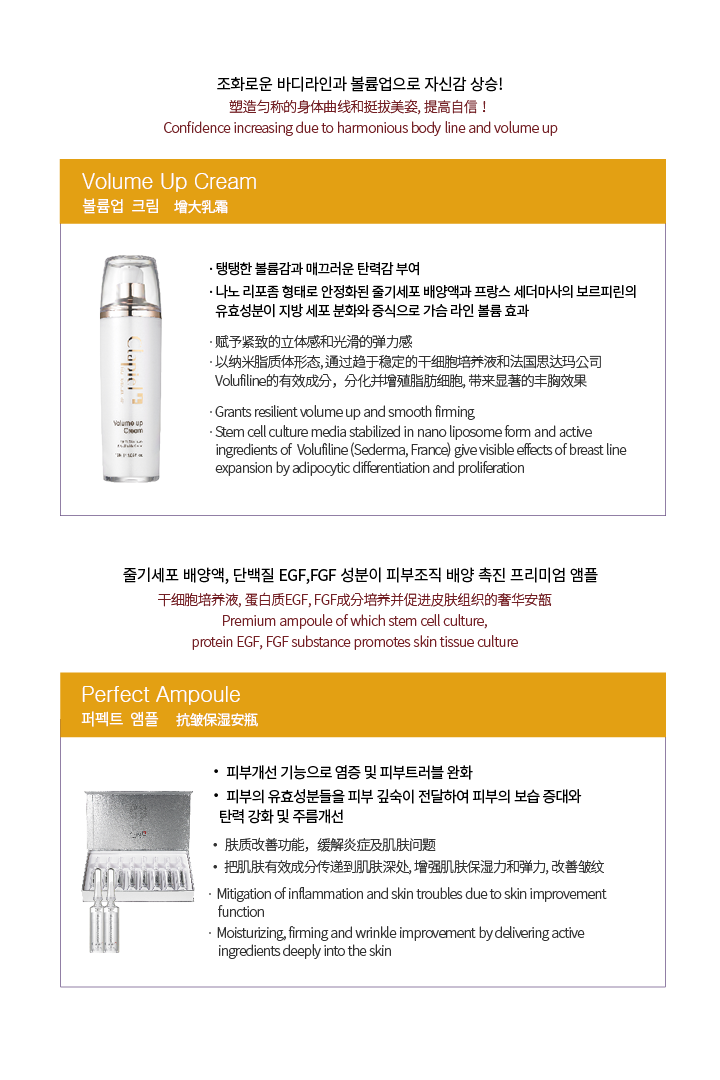 조화로운 바디라인과 볼륨업으로 자신감 상승!
塑造匀称的身体曲线和挺拔美姿, 提高自信！
Confidence increasing due to harmonious body line and volume up
Volume Up Cream
볼륨업 크림 增大乳霜
· 탱탱한 볼륨감과 매끄러운 탄력감 부여
· 나노 리포좀 형태로 안정화된 줄기세포 배양액과 프랑스 세더마사의 보르피린의
유효성분이 지방 세포 분화와 증식으로 가슴 라인 볼륨 효과
· 赋予紧致的立体感和光滑的弹力感
· 以纳米脂质体形态, 通过趋于稳定的干细胞培养液和法国思达玛公司
Volufiline的有效成分，分化并增殖脂肪细胞, 带来显著的丰胸效果
· Grants resilient volume up and smooth firming
· Stem cell culture media stabilized in nano liposome form and active
ingredients of Volufiline (Sederma, France) give visible effects of breast line
expansion by adipocytic differentiation and proliferation
Volume up
Cream
줄기세포 배양액, 단백질 EGF,FGF 성분이 피부조직 배양 촉진 프리미엄 앰플
干细胞培养液, 蛋白质EGF, FGF成分培养并促进皮肤组织的奢华安瓿
Premium ampoule of which stem cell culture,
protein EGF, FGF substance promotes skin tissue culture
Perfect Ampoule
퍼펙트 앰플 抗皱保湿安瓶
• 피부개선 기능으로 염증 및 피부트러블 완화
• 피부의 유효성분들을 피부 깊숙이 전달하여 피부의 보습 증대와
탄력 강화 및 주름개선
• 肤质改善功能，缓解炎症及肌肤问题
• 把肌肤有效成分传递到肌肤深处, 增强肌肤保湿力和弹力, 改善皱纹
· Mitigation of inflammation and skin troubles due to skin improvement
function
· Moisturizing, firming and wrinkle improvement by delivering active
ingredients deeply into the skin